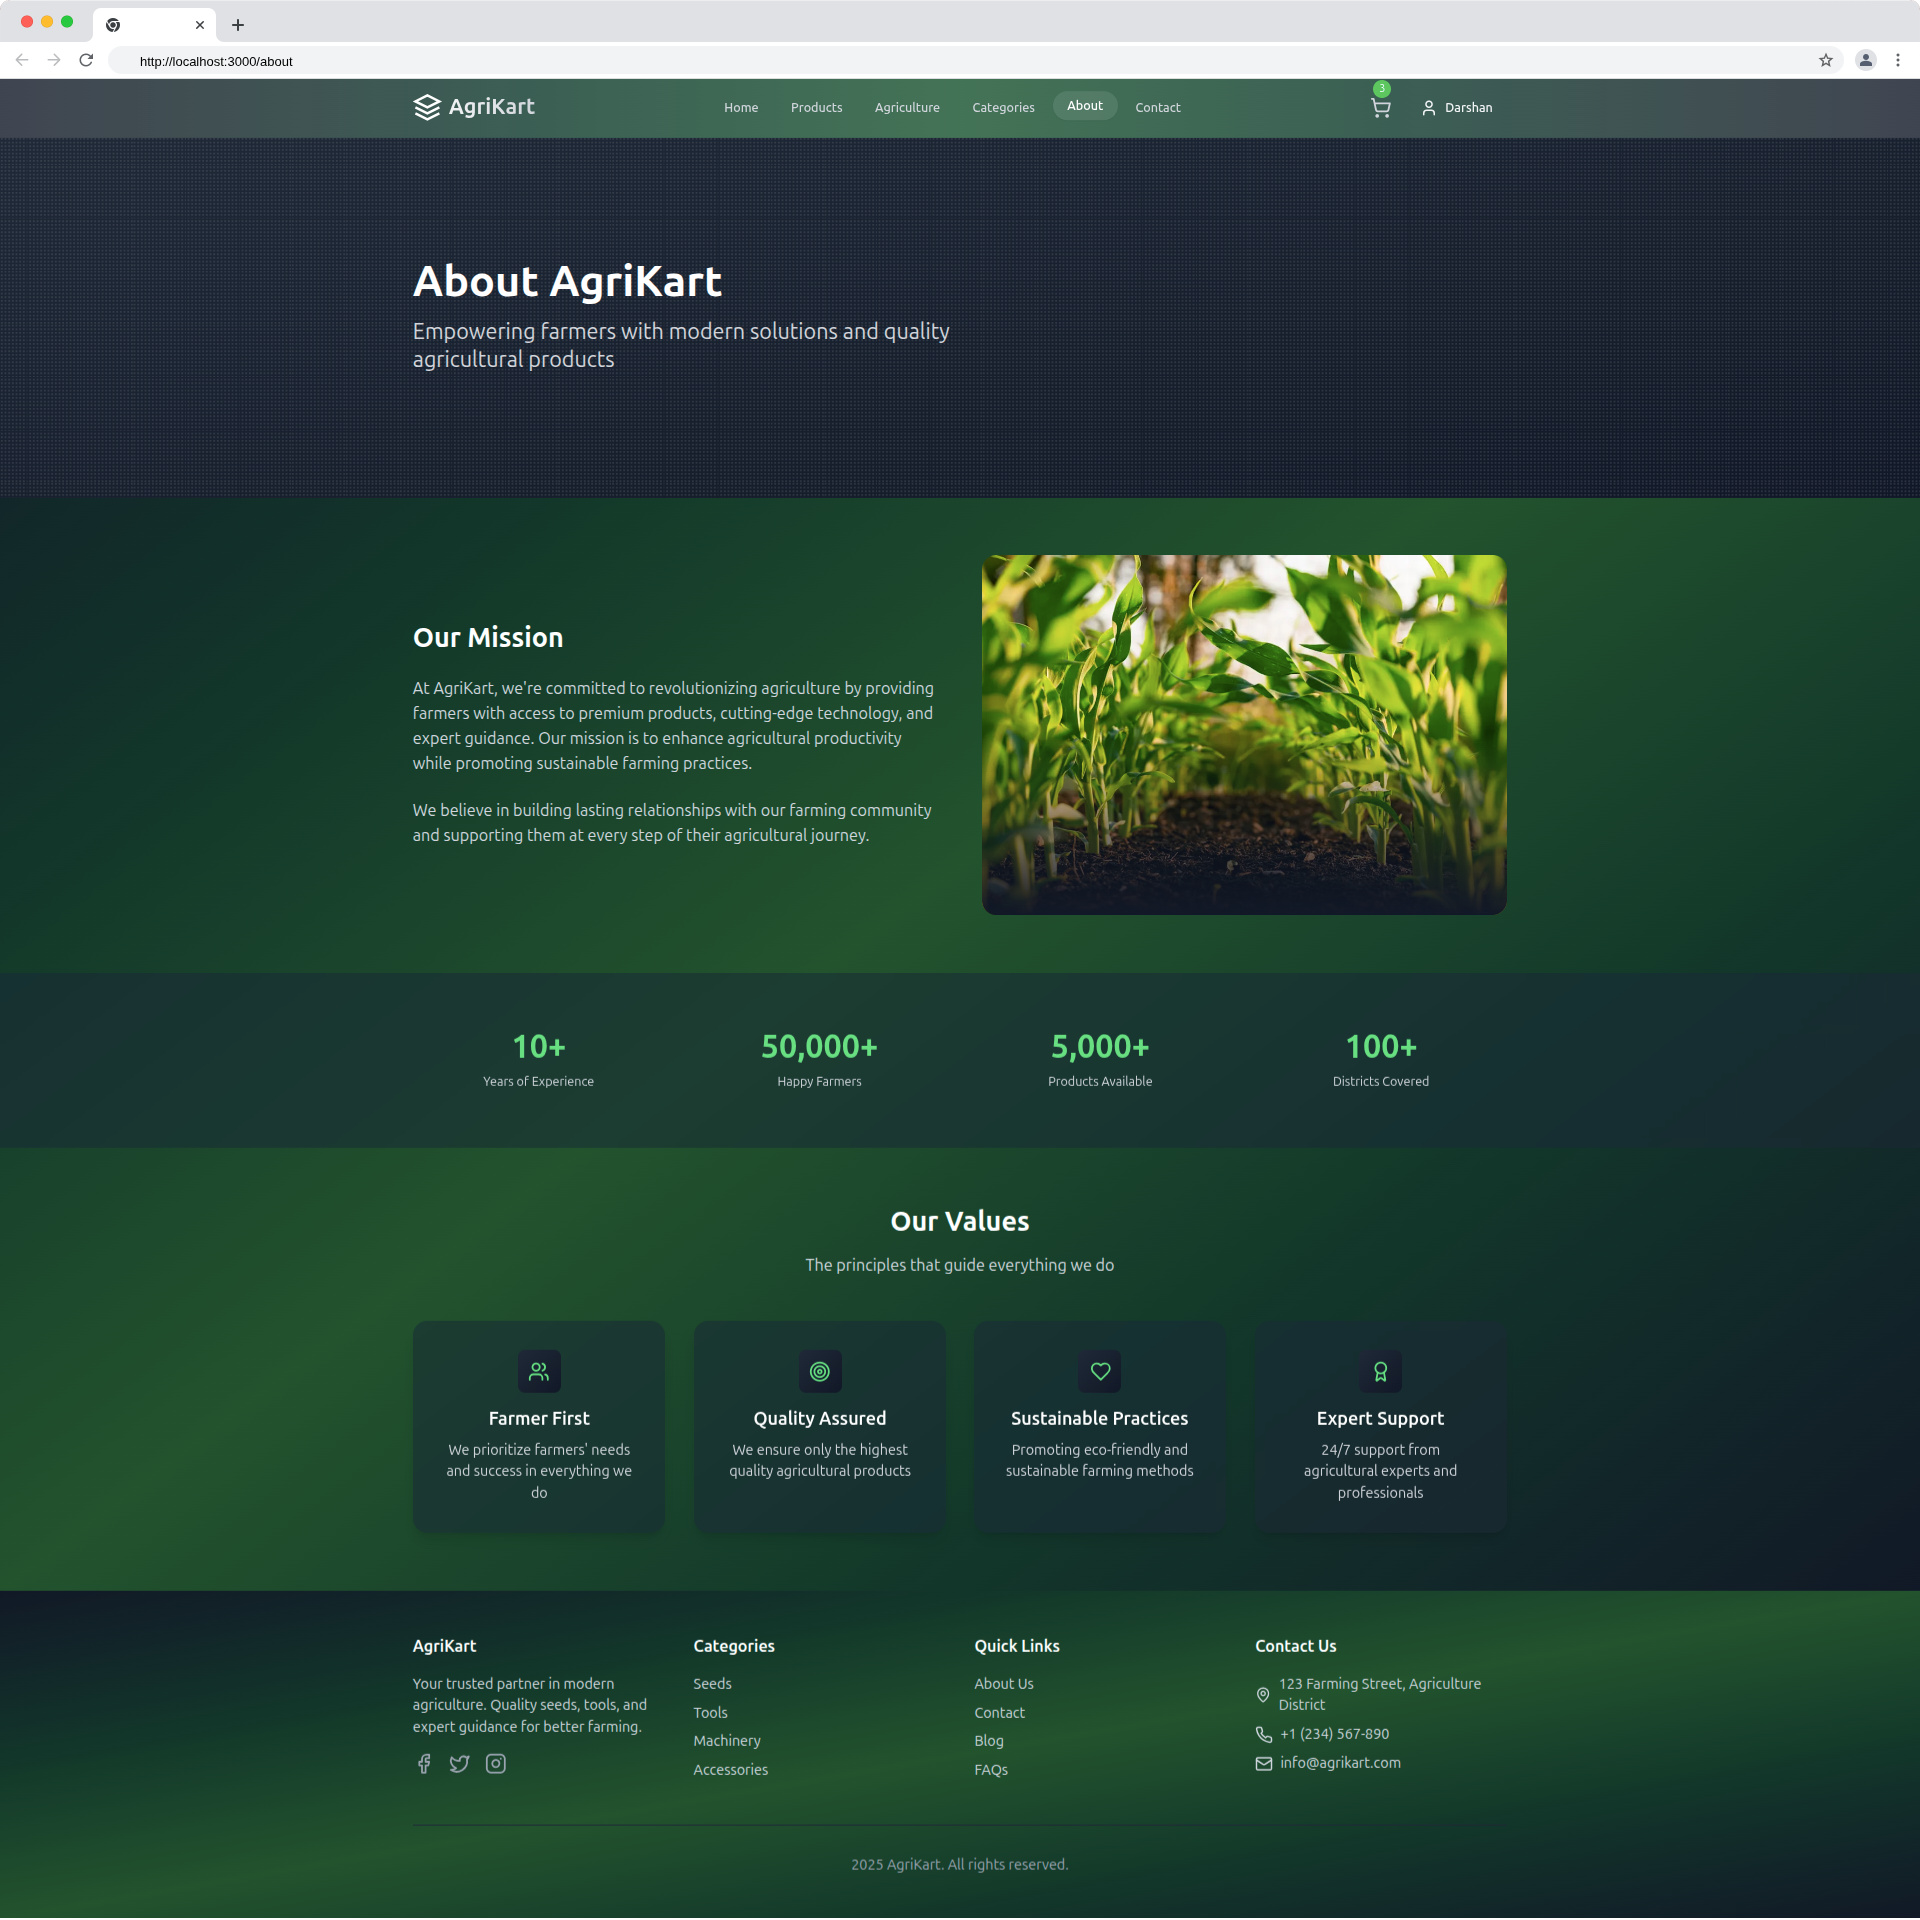 http://localhost:3000/about
AgriKart
Home
Products
Agriculture
Categories
About
Contact
3
Darshan
About AgriKart
Empowering farmers with modern solutions and quality
agricultural products
Our Mission
At AgriKart, we're committed to revolutionizing agriculture by providing
farmers with access to premium products, cutting-edge technology, and
expert guidance. Our mission is to enhance agricultural productivity
while promoting sustainable farming practices.
We believe in building lasting relationships with our farming community
and supporting them at every step of their agricultural journey.
10+
Years of Experience
50,000+
Happy Farmers
5,000+
Products Available
100+
Districts Covered
Our Values
The principles that guide everything we do
Farmer First
We prioritize farmers' needs
and success in everything we
do
Quality Assured
We ensure only the highest
quality agricultural products
Sustainable Practices
Promoting eco-friendly and
sustainable farming methods
Expert Support
24/7 support from
agricultural experts and
professionals
AgriKart
Your trusted partner in modern
agriculture. Quality seeds, tools, and
expert guidance for better farming.
Categories
Seeds
Tools
Machinery
Accessories
Quick Links
About Us
Contact
Blog
FAQs
Contact Us
123 Farming Street, Agriculture
District
+1 (234) 567-890
info@agrikart.com
2025 AgriKart. All rights reserved.